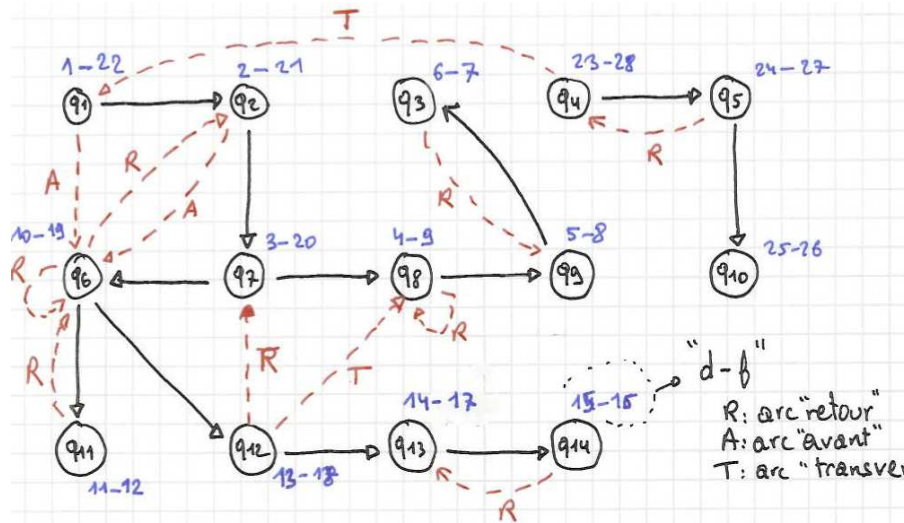 T
1-22
2-21
6-7
23-28
24-27
q1
q2
q3
q4
q5
A
R
A
R
R
10-19
3-20
4-9
5-8
25-26
R
q6
q7
q8
q9
q10
R
R
R
T
"d-f"
14-17
15-16
R: arc "retour"
A: arc "avant"
T: arc "transver
q11
q12
q13
q14
11-12
13-18
R